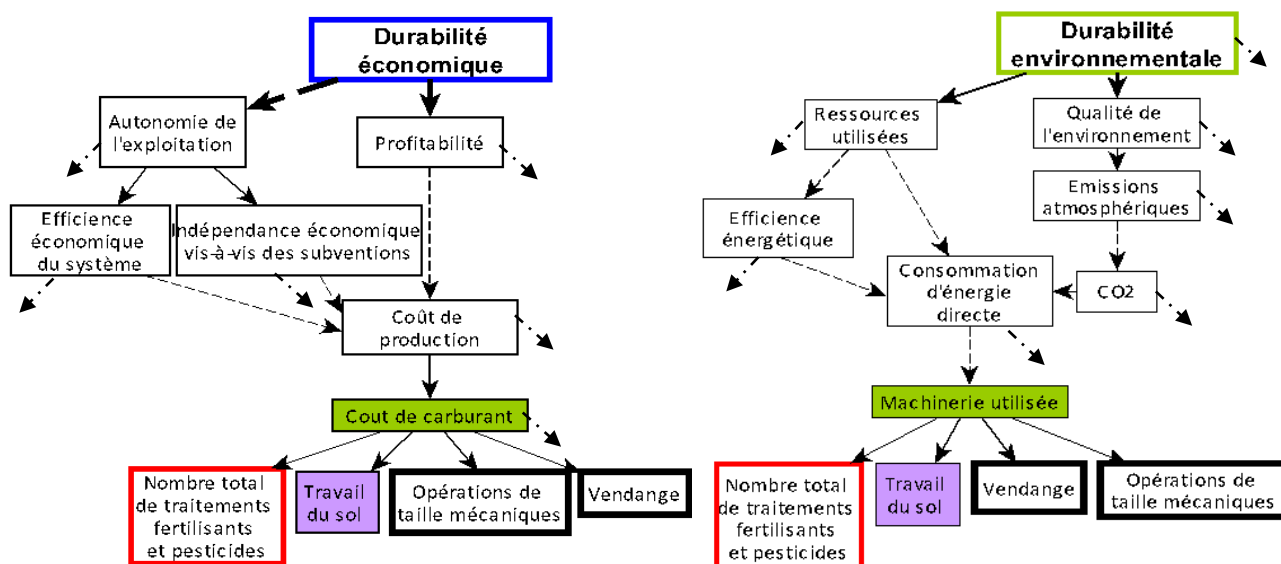 Durabilité
économique
Autonomie de
l'exploitation
Profitabilité
Efficience
économique
du système
Indépendance économique
vis-à-vis des subventions
Coût de
production
Cout de carburant
Nombre total
de traitements
fertilisants
et pesticides
Travail
du sol
Opérations de
taille mécaniques
Vendange
Durabilité
environnementale
Ressources
utilisées
Qualité de
l'environnement
Emissions
atmosphériques
Efficience
énergétique
Consommation
d'énergie
directe
CO2
Machinerie utilisée
Nombre total
de traitements
fertilisants
et pesticides
Travail
du sol
Vendange
Opérations de
taille mécaniques